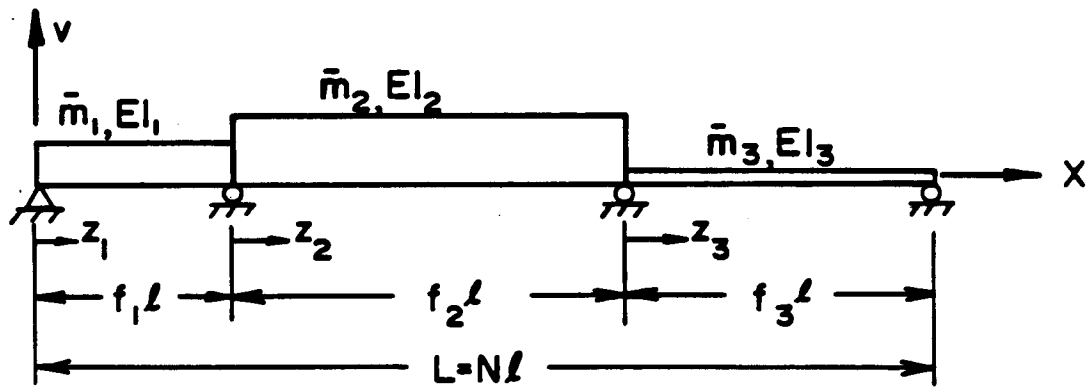 v
m̄₁, EI₁
m̄₂, EI₂
m̄₃, EI₃
X
z₁
z₂
z₃
f₁ℓ
f₂ℓ
f₃ℓ
L=Nℓ